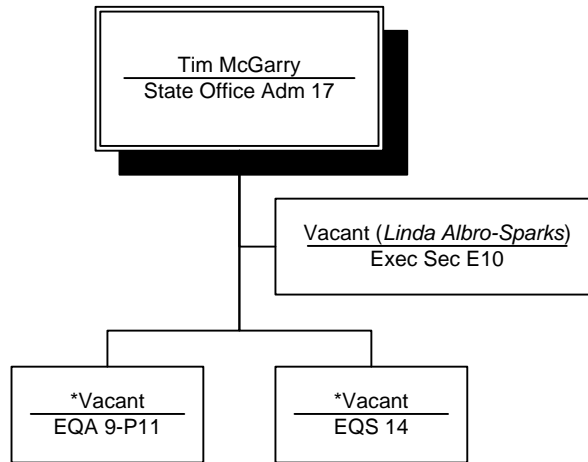 Tim McGarry
State Office Adm 17
Vacant (Linda Albro-Sparks)
Exec Sec E10
*Vacant
EQA 9-P11
*Vacant
EQS 14